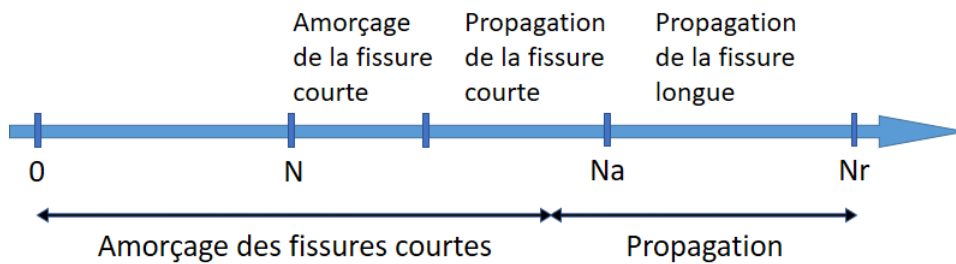 Amorçage
de la fissure
courte
Propagation
de la fissure
courte
Propagation
de la fissure
longue
0
N
Na
Nr
Amorçage des fissures courtes
Propagation